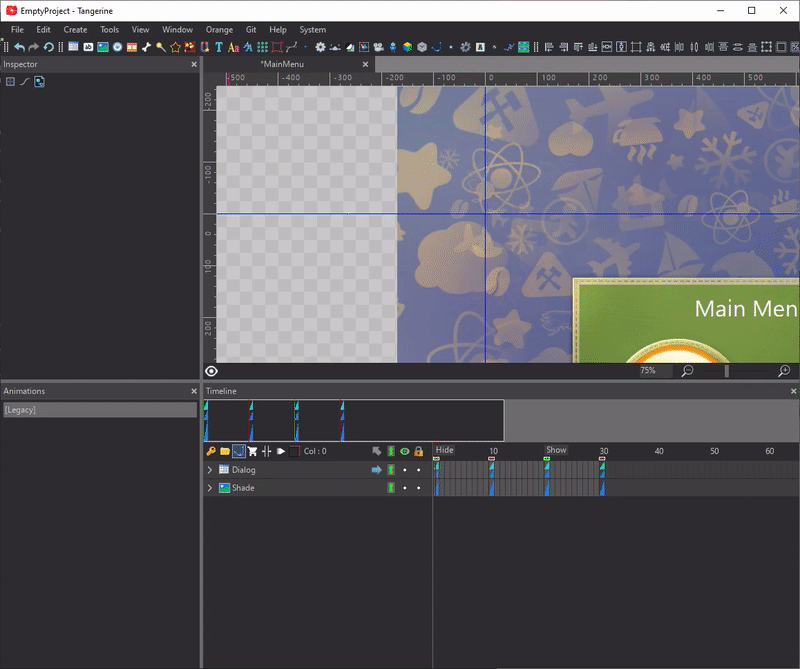 EmptyProject - Tangerine
File Edit Create Tools View Window Orange Git Help System
Inspector
*MainMenu
-500 -400 -300 -200 -100 0 100 200 300 400 500
-200
-100
0
100
200
Main Men
75%
Animations
Timeline
[Legacy]
Col : 0
Hide 10 Show 30 40 50 60
Dialog
Shade